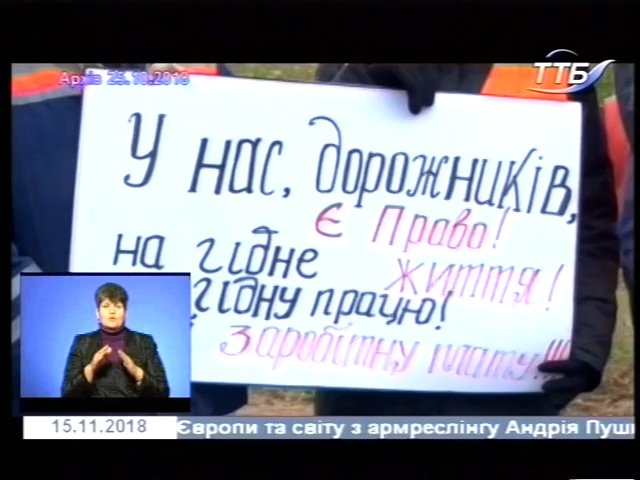 Архів 25.10.2018
ТТБ
У нас, дорожників,
Є Право!
на гідне життя!
гідну працю!
заробітну плату!!!
15.11.2018
Європи та світу з армреслінгу Андрія